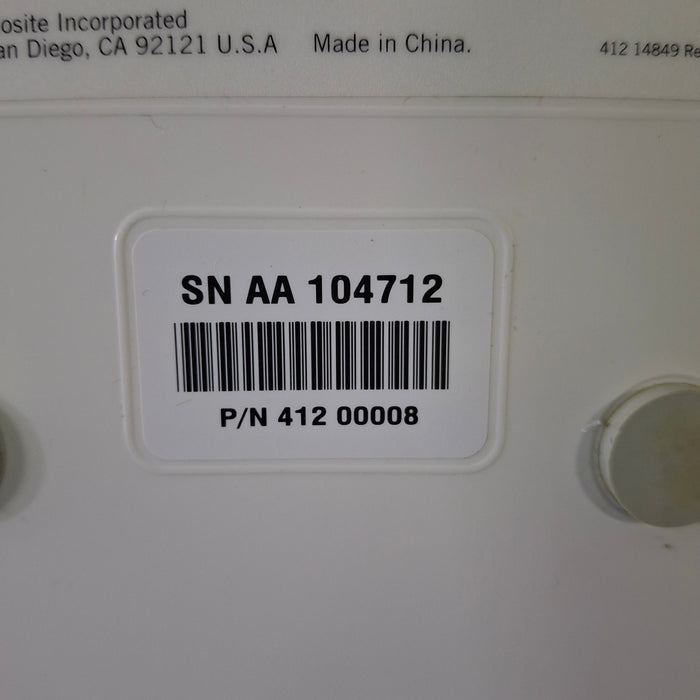 osite Incorporated
an Diego, CA 92121 U.S.A Made in China.
412 14849 Re
SN AA 104712
P/N 412 00008